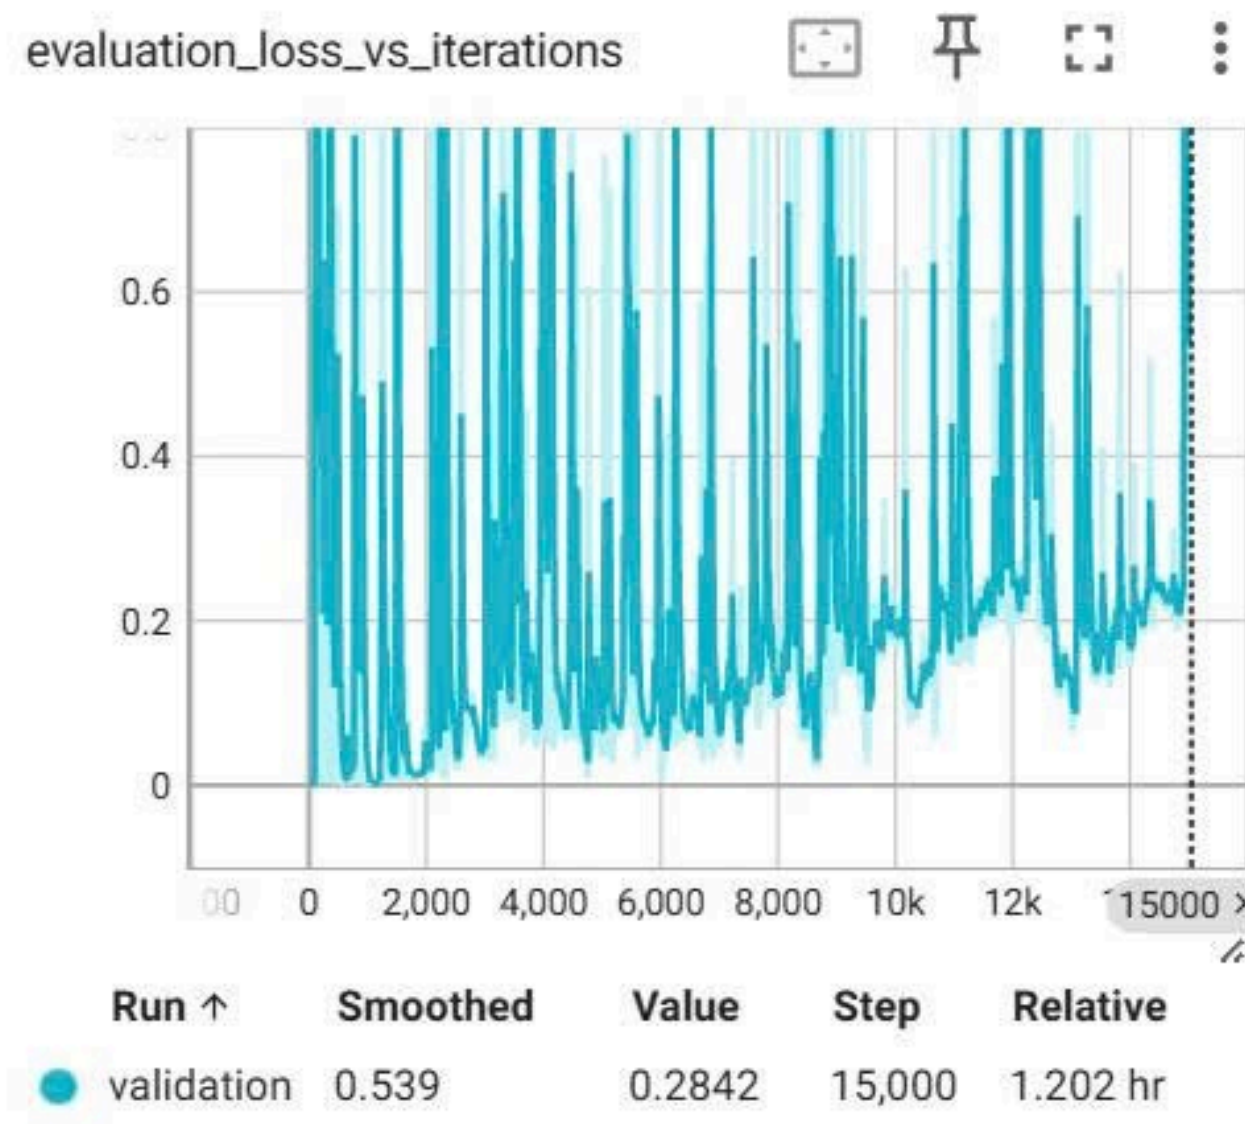 evaluation_loss_vs_iterations
0.6
0.4
0.2
0
00 0 2,000 4,000 6,000 8,000 10k 12k 15000
Run ↑ Smoothed Value Step Relative
validation 0.539 0.2842 15,000 1.202 hr